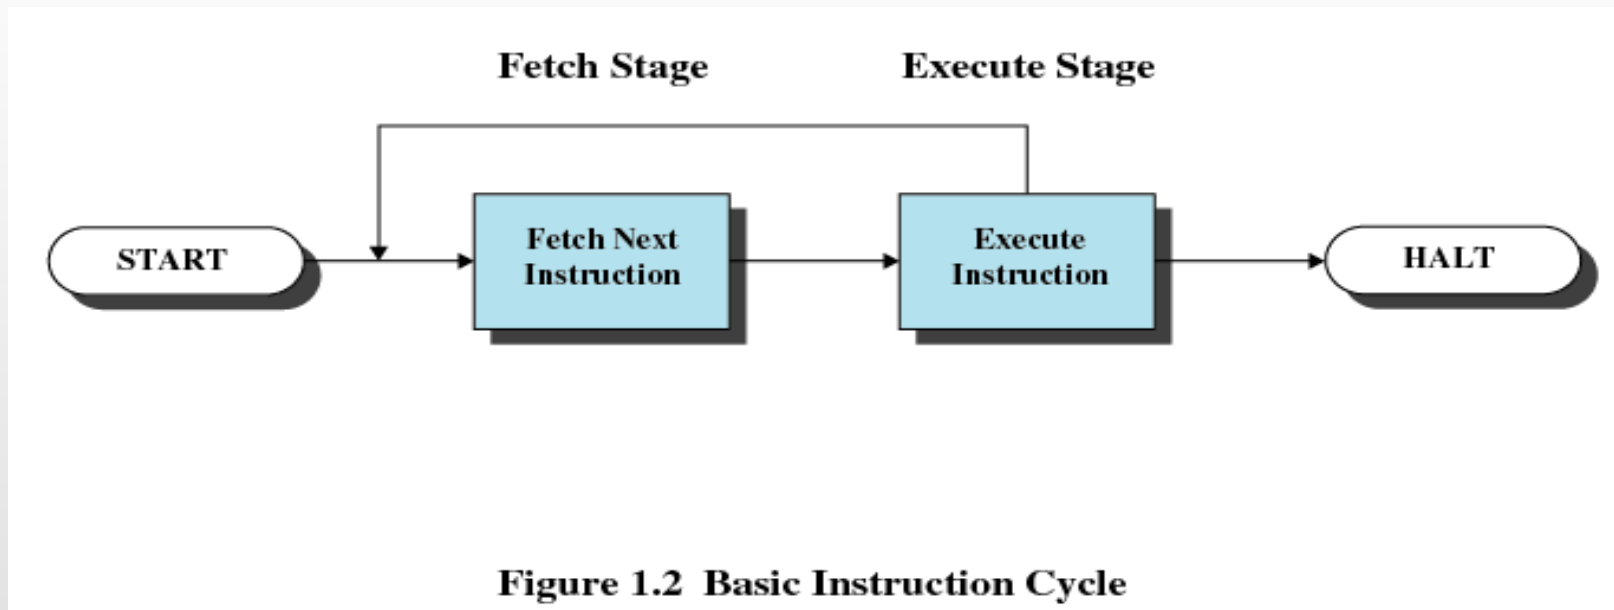 Fetch Stage
Execute Stage
START
Fetch Next
Instruction
Execute
Instruction
HALT
Figure 1.2 Basic Instruction Cycle